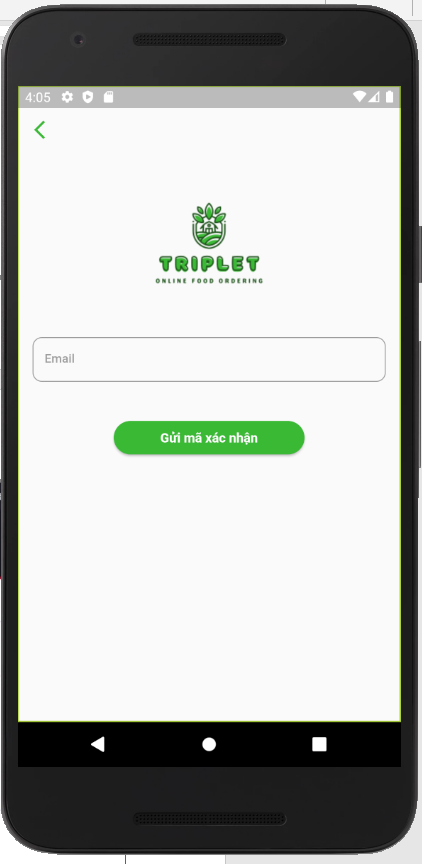 4:05
TRIPLET
ONLINE FOOD ORDERING
Email
Gửi mã xác nhận